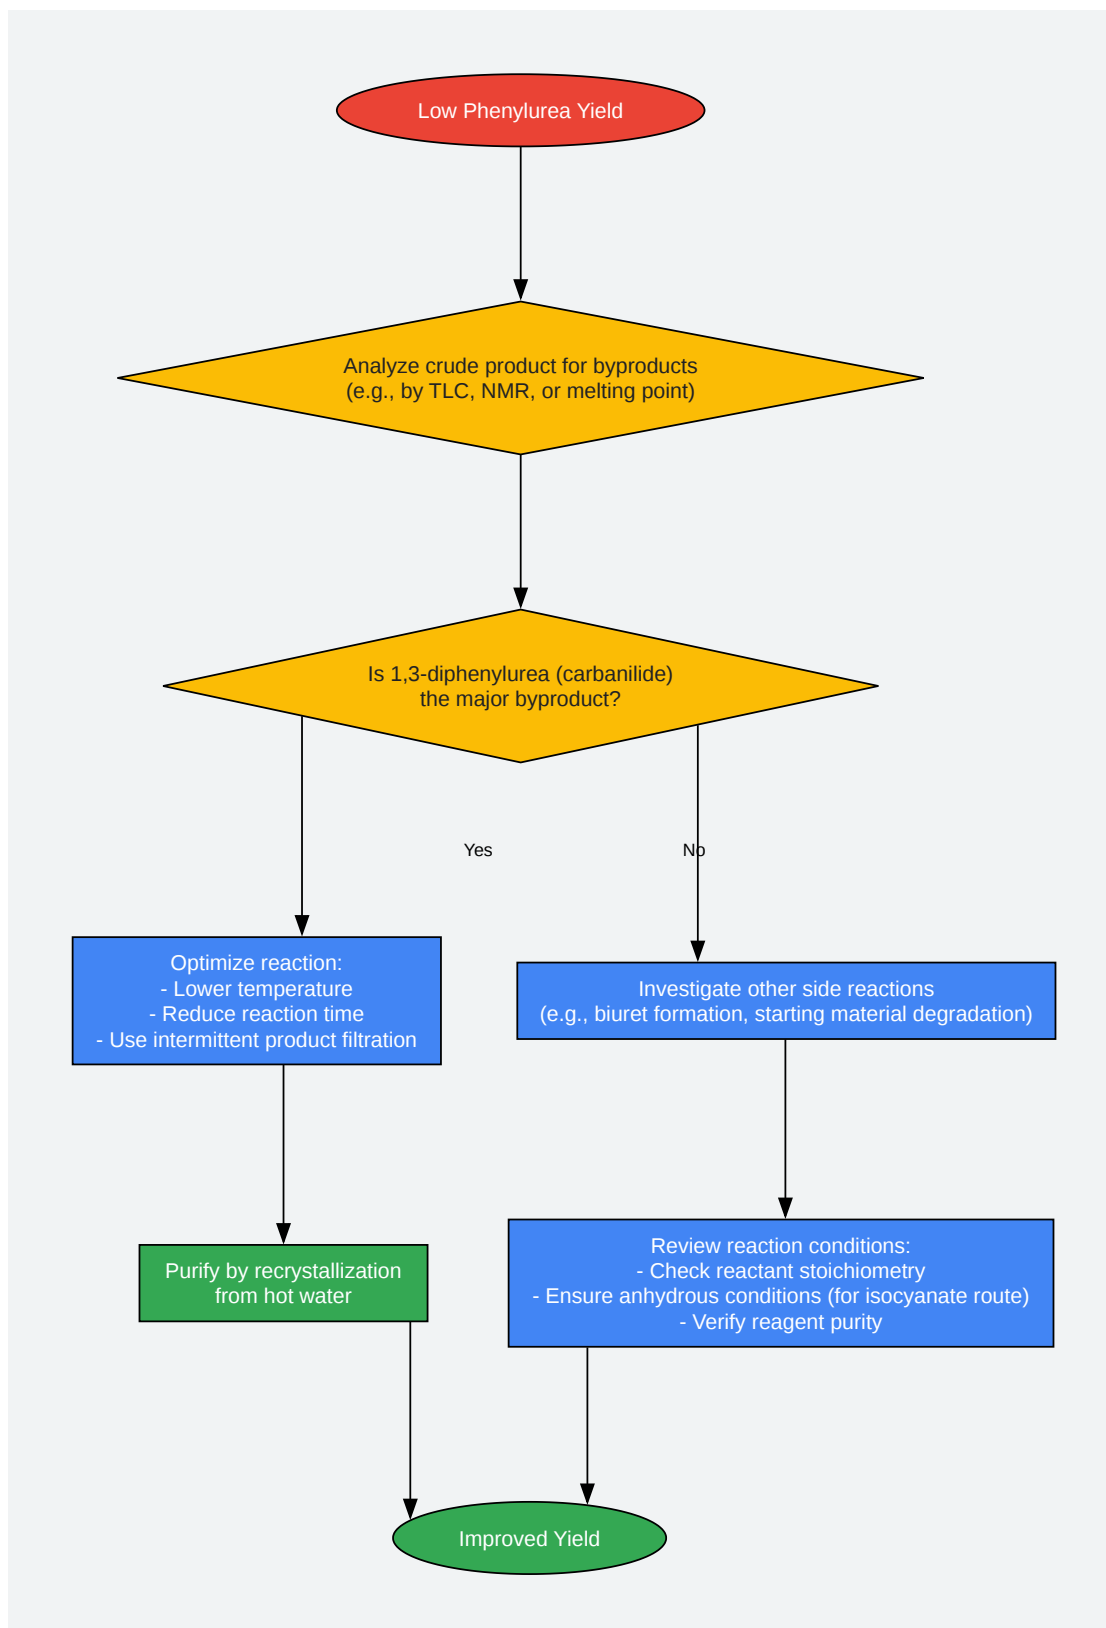 Low Phenylurea Yield
Analyze crude product for byproducts
(e.g., by TLC, NMR, or melting point)
Is 1,3-diphenylurea (carbanilide)
the major byproduct?
Yes
No
Optimize reaction:
- Lower temperature
- Reduce reaction time
- Use intermittent product filtration
Investigate other side reactions
(e.g., biuret formation, starting material degradation)
Purify by recrystallization
from hot water
Review reaction conditions:
- Check reactant stoichiometry
- Ensure anhydrous conditions (for isocyanate route)
- Verify reagent purity
Improved Yield